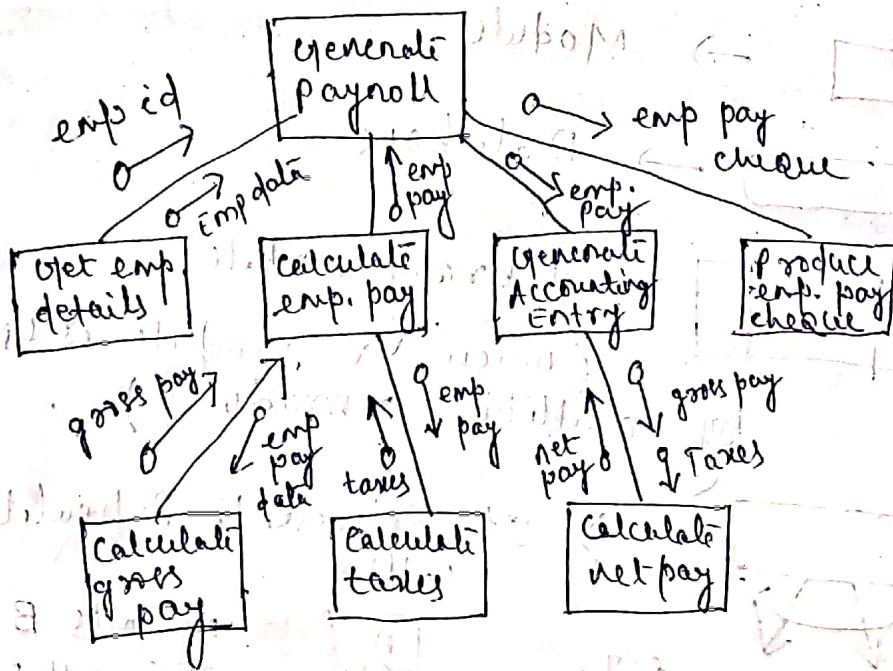 Module
Generate
Payroll
emp id
Emp data
emp
pay
emp.
pay
emp pay
cheque
Get emp
details
Calculate
emp. pay
Generate
Accounting
Entry
Produce
emp. pay
cheque
gross pay
emp
pay
data
taxes
emp
pay
net
pay
gross pay
Taxes
Calculate
gross
pay.
Calculate
taxes
Calculate
net pay.